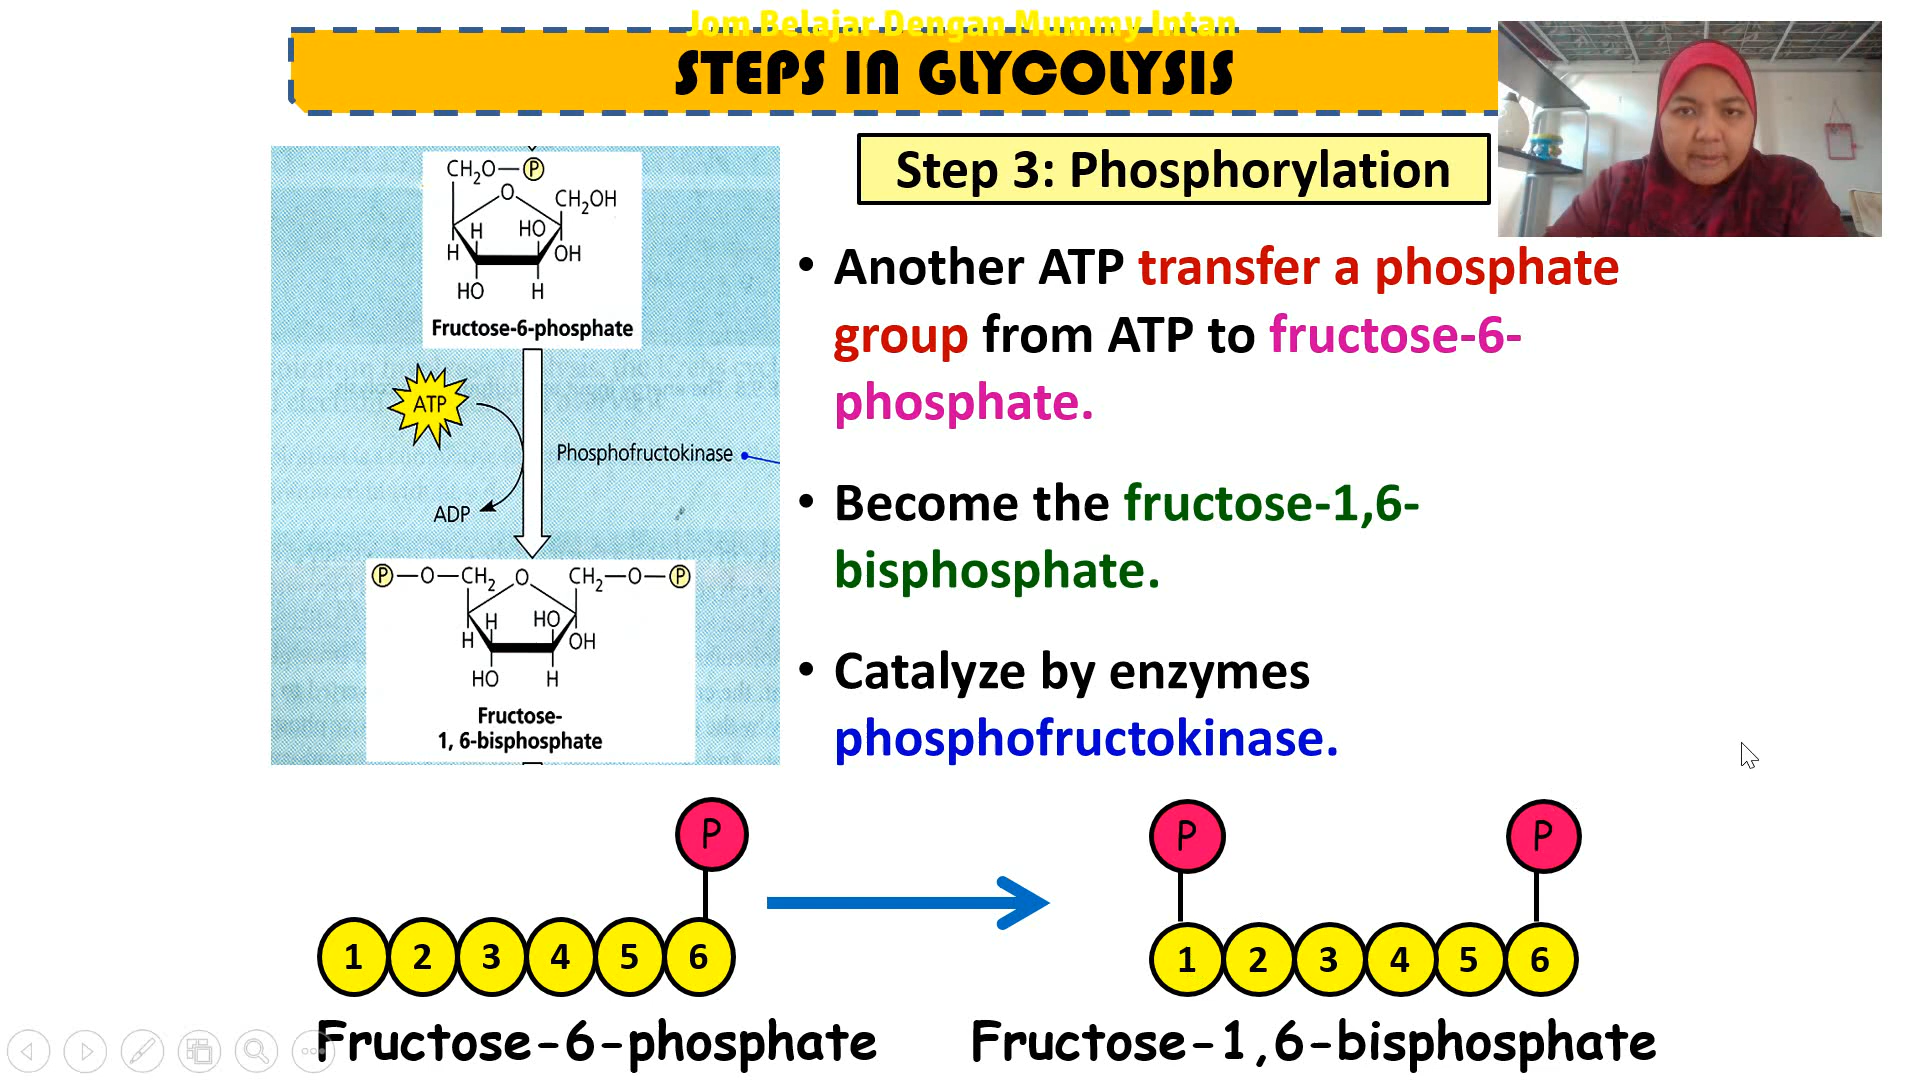 Jom Belajar Dengan Mummy Intan
STEPS IN GLYCOLYSIS
Step 3: Phosphorylation
CH2O—P
O
CH2OH
H
HO
H
OH
HO
H
Fructose-6-phosphate
ATP
Phosphofructokinase
ADP
P—O—CH2
O
CH2—O—P
H
HO
H
OH
HO
H
Fructose-
1, 6-bisphosphate
• Another ATP transfer a phosphate
group from ATP to fructose-6-
phosphate.
• Become the fructose-1,6-
bisphosphate.
• Catalyze by enzymes
phosphofructokinase.
P
1 2 3 4 5 6
Fructose-6-phosphate
P P
1 2 3 4 5 6
Fructose-1,6-bisphosphate